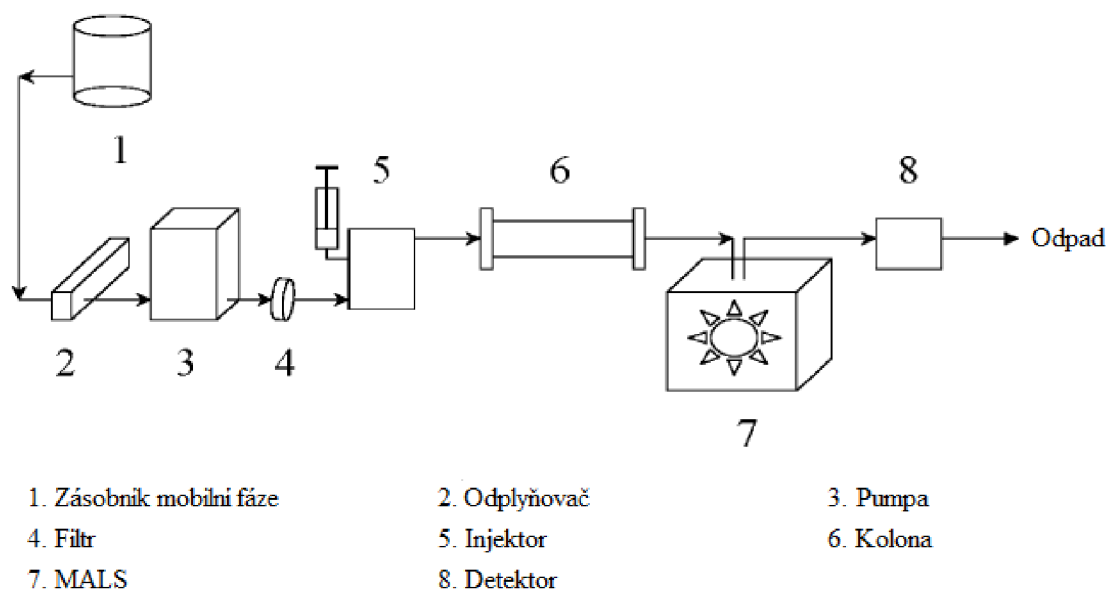 1
5
6
8
Odpad
2
3
4
7
1. Zásobník mobilní fáze 2. Odplyňovač 3. Pumpa
4. Filtr 5. Injektor 6. Kolona
7. MALS 8. Detektor